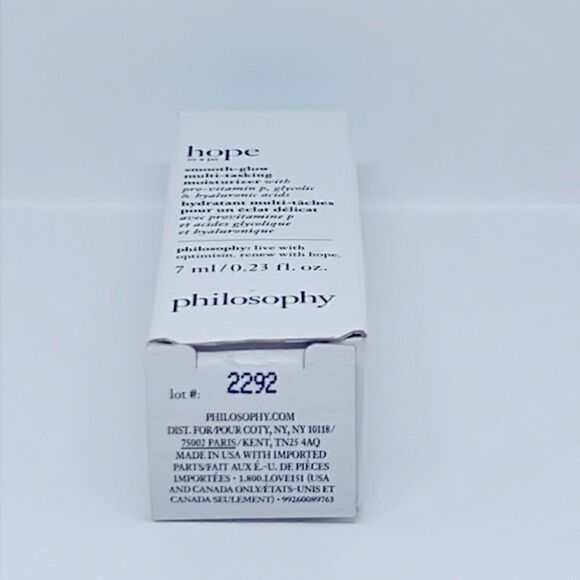 hope
in a jar
smooth-glow
multi-tasking
moisturizer with
pro-vitamin p, glycolic
& hyaluronic acids
hydratant multi-tâches
pour un éclat délicat
avec provitamine p
et acides glycolique
et hyaluronique
philosophy: live with
optimism. renew with hope.
7 ml/0.23 fl. oz.
philosophy
lot #: 2292
PHILOSOPHY.COM
DIST. FOR/POUR COTY, NY, NY 10118/
75002 PARIS/KENT, TN25 4AQ
MADE IN USA WITH IMPORTED
PARTS/FAIT AUX É.-U. DE PIÈCES
IMPORTÉES • 1.800.LOVE151 (USA
AND CANADA ONLY/ÉTATS-UNIS ET
CANADA SEULEMENT) • 99260089763